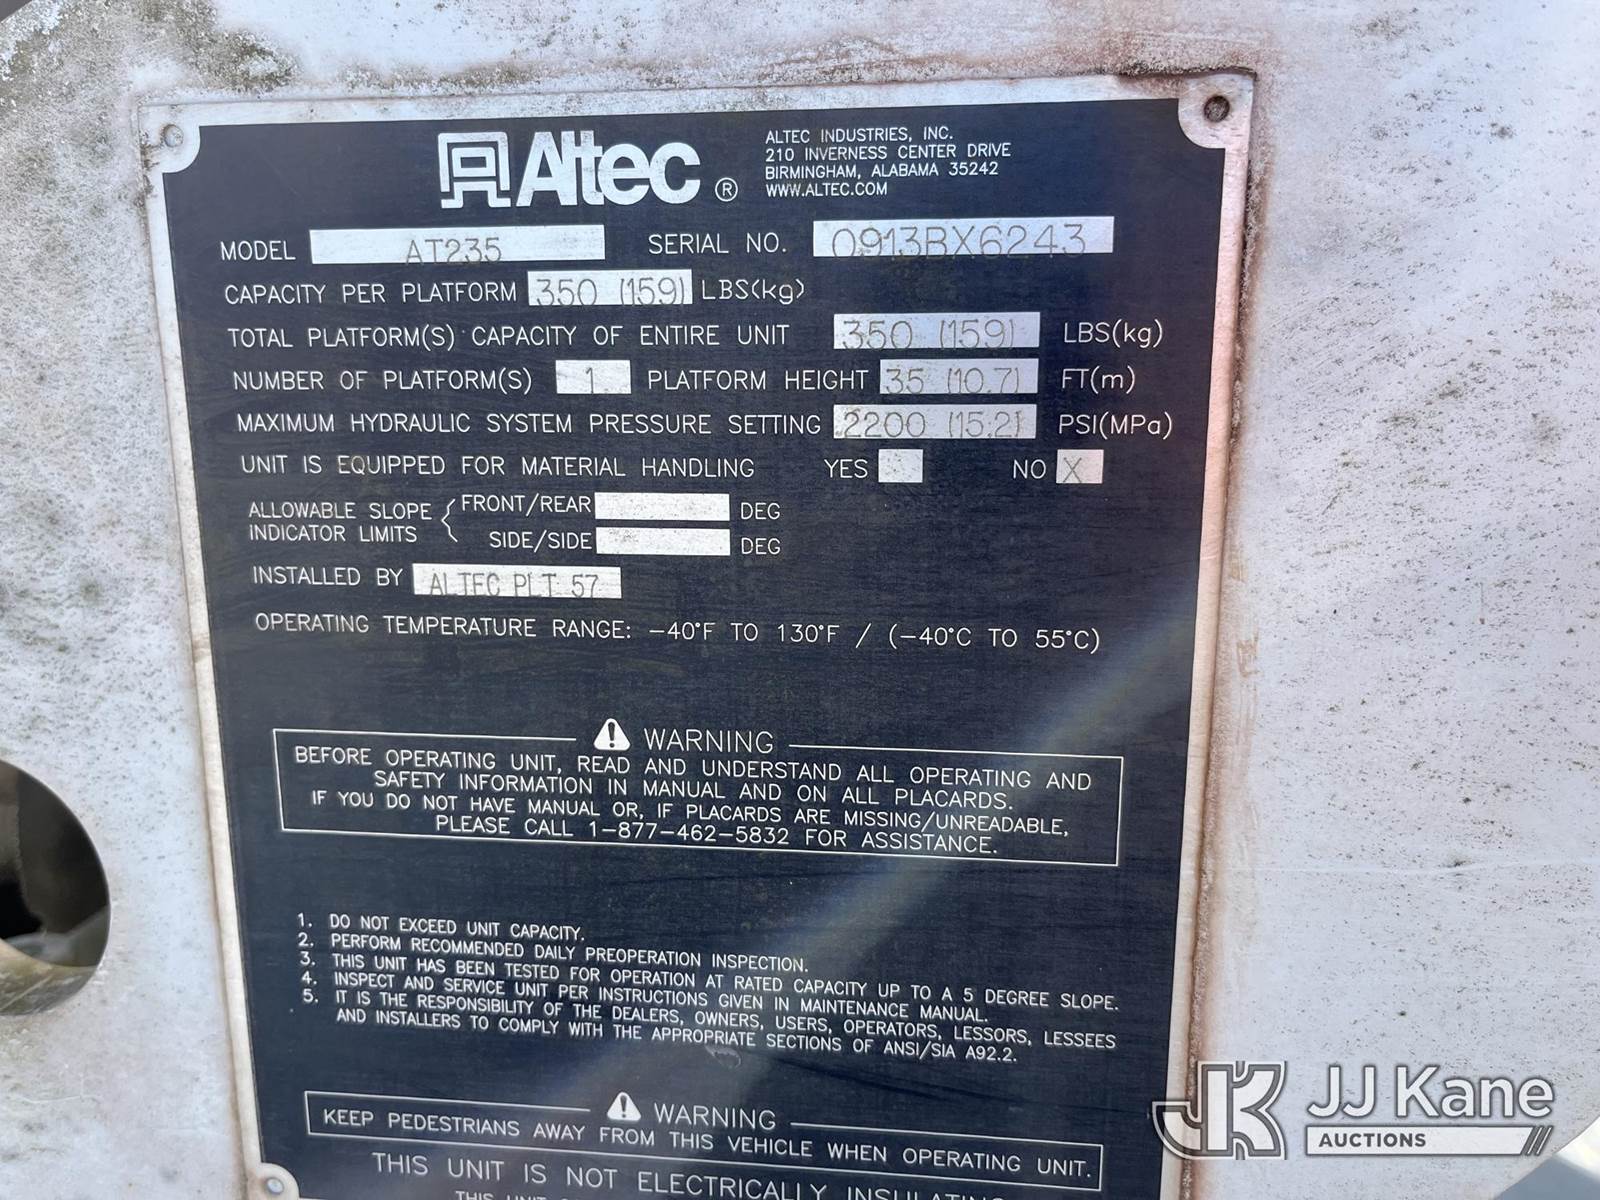 Altec ®
ALTEC INDUSTRIES, INC.
210 INVERNESS CENTER DRIVE
BIRMINGHAM, ALABAMA 35242
WWW.ALTEC.COM
MODEL AT235 SERIAL NO. 0913BX6243
CAPACITY PER PLATFORM 350 (159) LBS(kg)
TOTAL PLATFORM(S) CAPACITY OF ENTIRE UNIT 350 (159) LBS(kg)
NUMBER OF PLATFORM(S) 1 PLATFORM HEIGHT 35 (10.7) FT(m)
MAXIMUM HYDRAULIC SYSTEM PRESSURE SETTING 2200 (15.2) PSI(MPa)
UNIT IS EQUIPPED FOR MATERIAL HANDLING YES NO X
ALLOWABLE SLOPE INDICATOR LIMITS
FRONT/REAR DEG
SIDE/SIDE DEG
INSTALLED BY ALTEC PLT 57
OPERATING TEMPERATURE RANGE: -40°F TO 130°F / (-40°C TO 55°C)
WARNING
BEFORE OPERATING UNIT, READ AND UNDERSTAND ALL OPERATING AND
SAFETY INFORMATION IN MANUAL AND ON ALL PLACARDS.
IF YOU DO NOT HAVE MANUAL OR, IF PLACARDS ARE MISSING/UNREADABLE,
PLEASE CALL 1-877-462-5832 FOR ASSISTANCE.
1. DO NOT EXCEED UNIT CAPACITY.
2. PERFORM RECOMMENDED DAILY PREOPERATION INSPECTION.
3. THIS UNIT HAS BEEN TESTED FOR OPERATION AT RATED CAPACITY UP TO A 5 DEGREE SLOPE.
4. INSPECT AND SERVICE UNIT PER INSTRUCTIONS GIVEN IN MAINTENANCE MANUAL.
5. IT IS THE RESPONSIBILITY OF THE DEALERS, OWNERS, USERS, OPERATORS, LESSORS, LESSEES
AND INSTALLERS TO COMPLY WITH THE APPROPRIATE SECTIONS OF ANSI/SIA A92.2.
WARNING
KEEP PEDESTRIANS AWAY FROM THIS VEHICLE WHEN OPERATING UNIT.
THIS UNIT IS NOT ELECTRICALLY INSULATING
THIS UNIT
JK JJ Kane
AUCTIONS